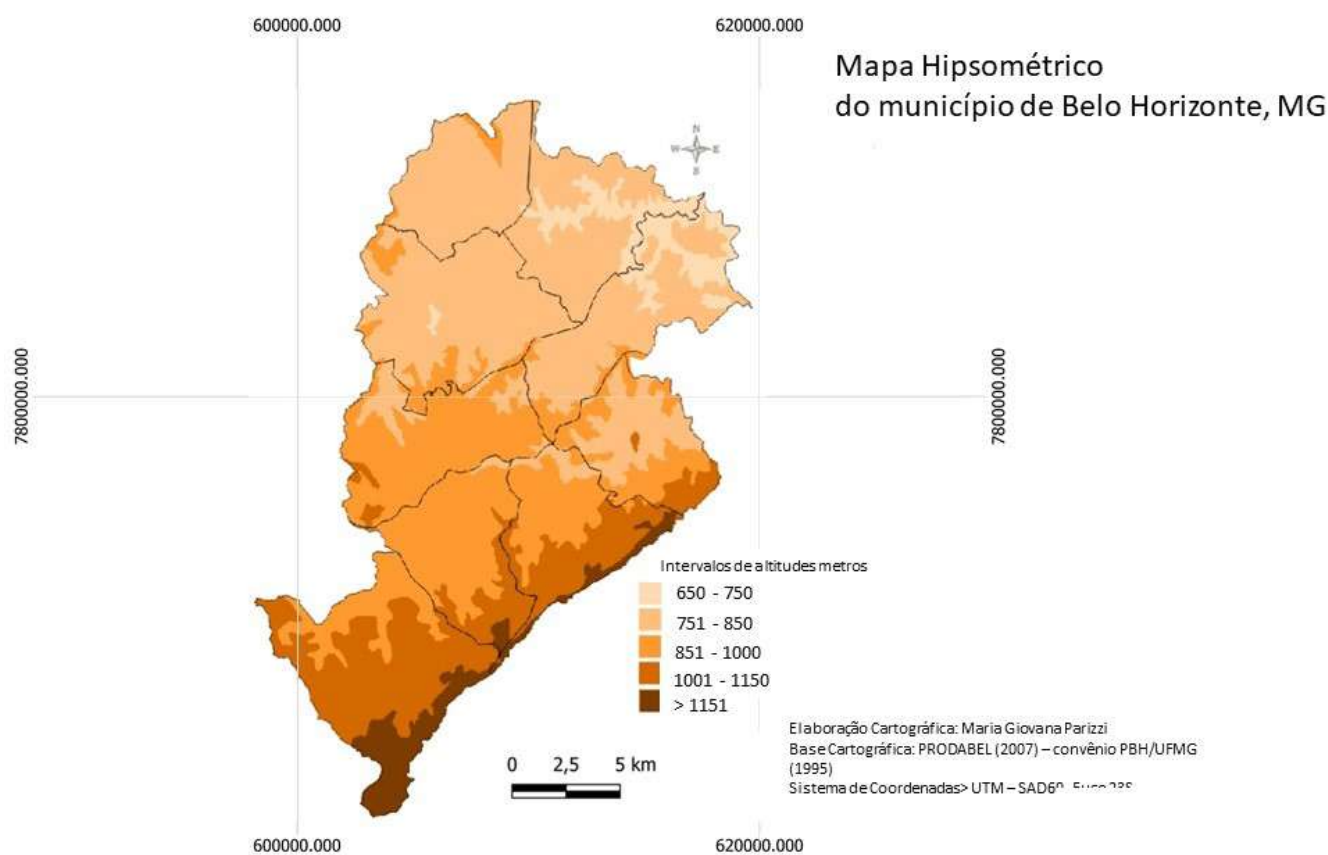 600000.000
620000.000
Mapa Hipsométrico
do município de Belo Horizonte, MG
N
W E
S
7800000.000
7800000.000
Intervalos de altitudes metros
650 - 750
751 - 850
851 - 1000
1001 - 1150
> 1151
Elaboração Cartográfica: Maria Giovana Parizzi
Base Cartográfica: PRODABEL (2007) – convênio PBH/UFMG
(1995)
Sistema de Coordenadas> UTM – SAD69
0 2,5 5 km
600000.000
620000.000